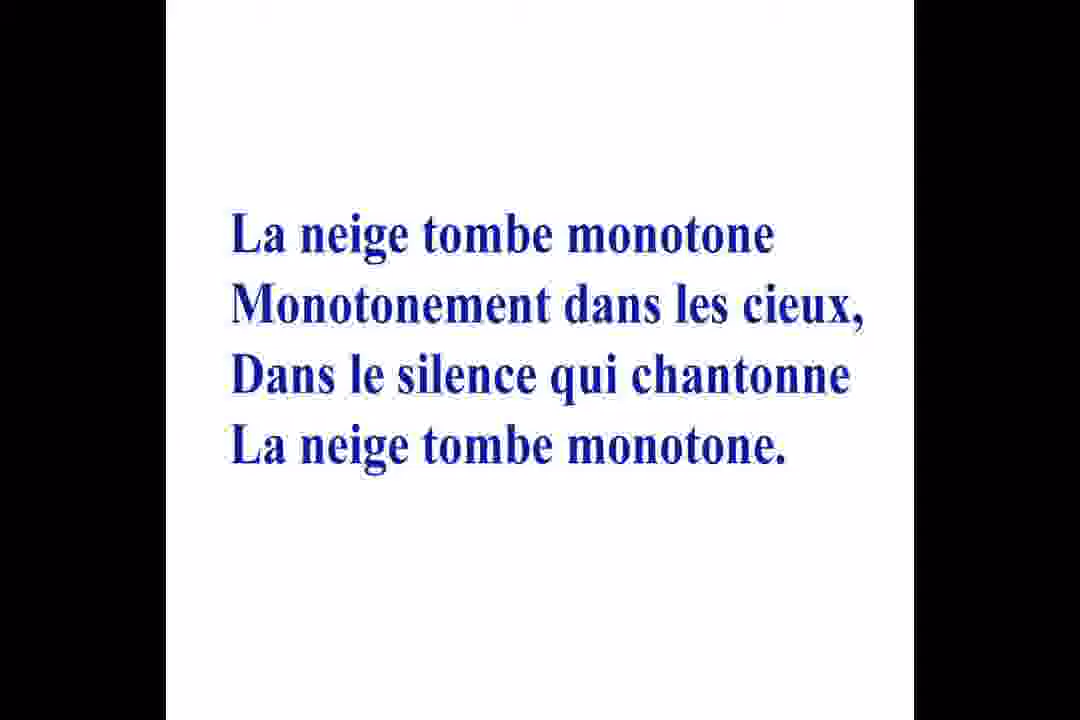 La neige tombe monotone
Monotonement dans les cieux,
Dans le silence qui chantonne
La neige tombe monotone.